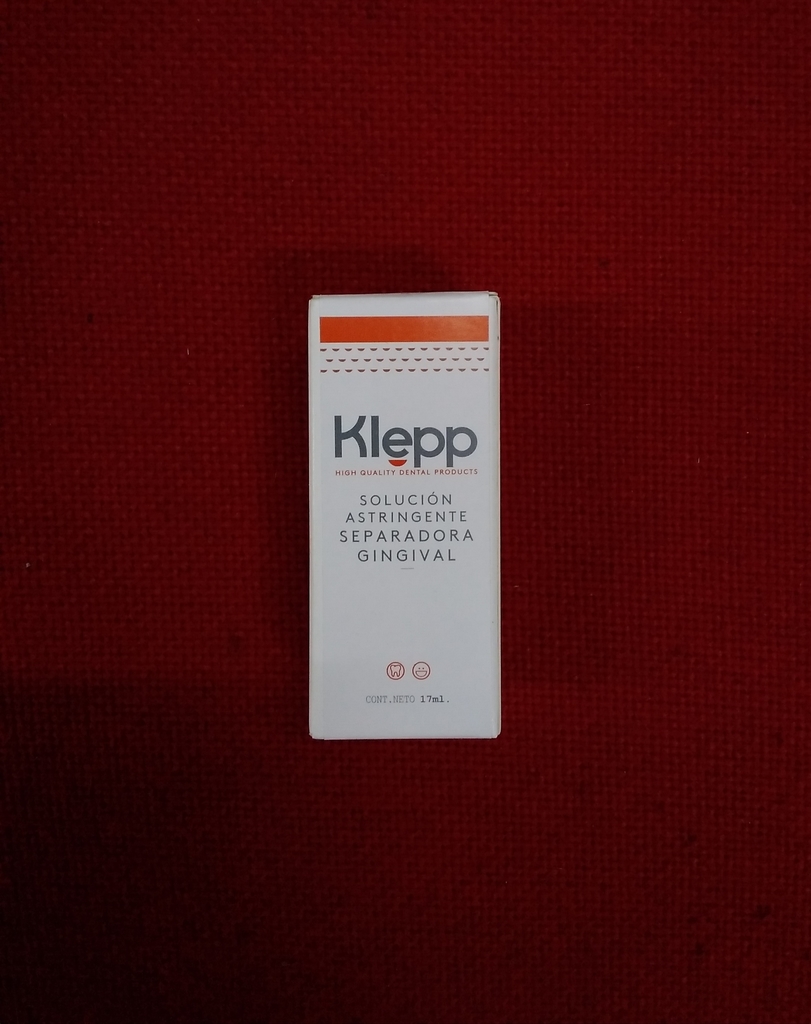 Klepp
HIGH QUALITY DENTAL PRODUCTS
SOLUCIÓN
ASTRINGENTE
SEPARADORA
GINGIVAL
CONT.NETO 17ml.